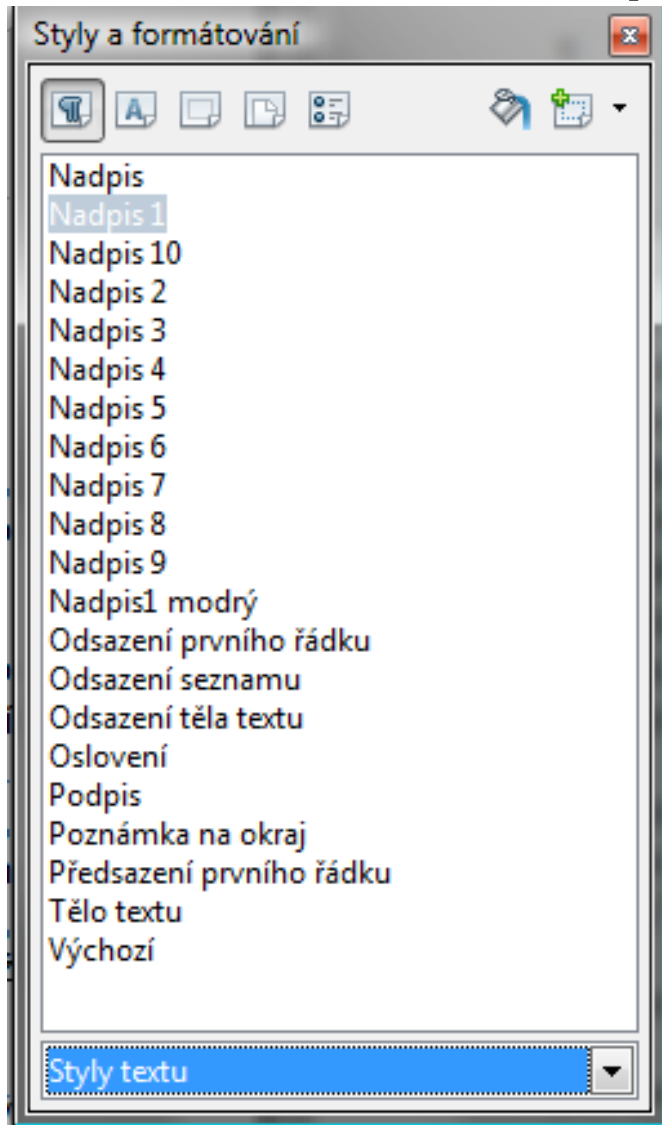 Styly a formátování
Nadpis
Nadpis 1
Nadpis 10
Nadpis 2
Nadpis 3
Nadpis 4
Nadpis 5
Nadpis 6
Nadpis 7
Nadpis 8
Nadpis 9
Nadpis1 modrý
Odsazení prvního řádku
Odsazení seznamu
Odsazení těla textu
Oslovení
Podpis
Poznámka na okraj
Předsazení prvního řádku
Tělo textu
Výchozí
Styly textu